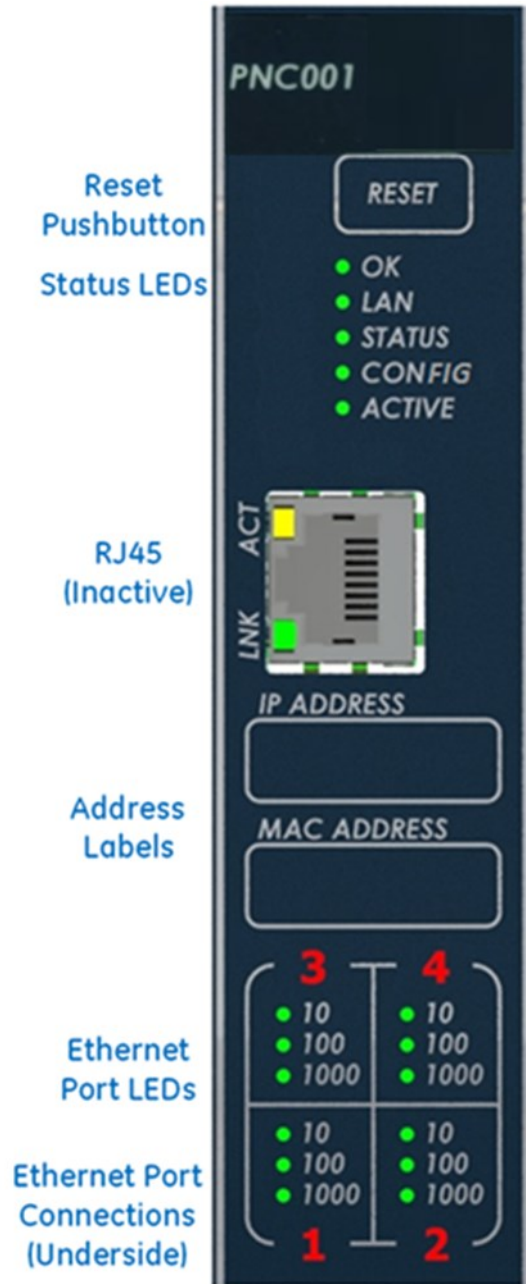 PNC001
RESET
Reset
Pushbutton
Status LEDs
OK
LAN
STATUS
CONFIG
ACTIVE
ACT
RJ45
(Inactive)
LNK
IP ADDRESS
Address
Labels
MAC ADDRESS
3 4
10 10
100 100
1000 1000
Ethernet
Port LEDs
10 10
100 100
1000 1000
Ethernet Port
Connections
(Underside)
1 2